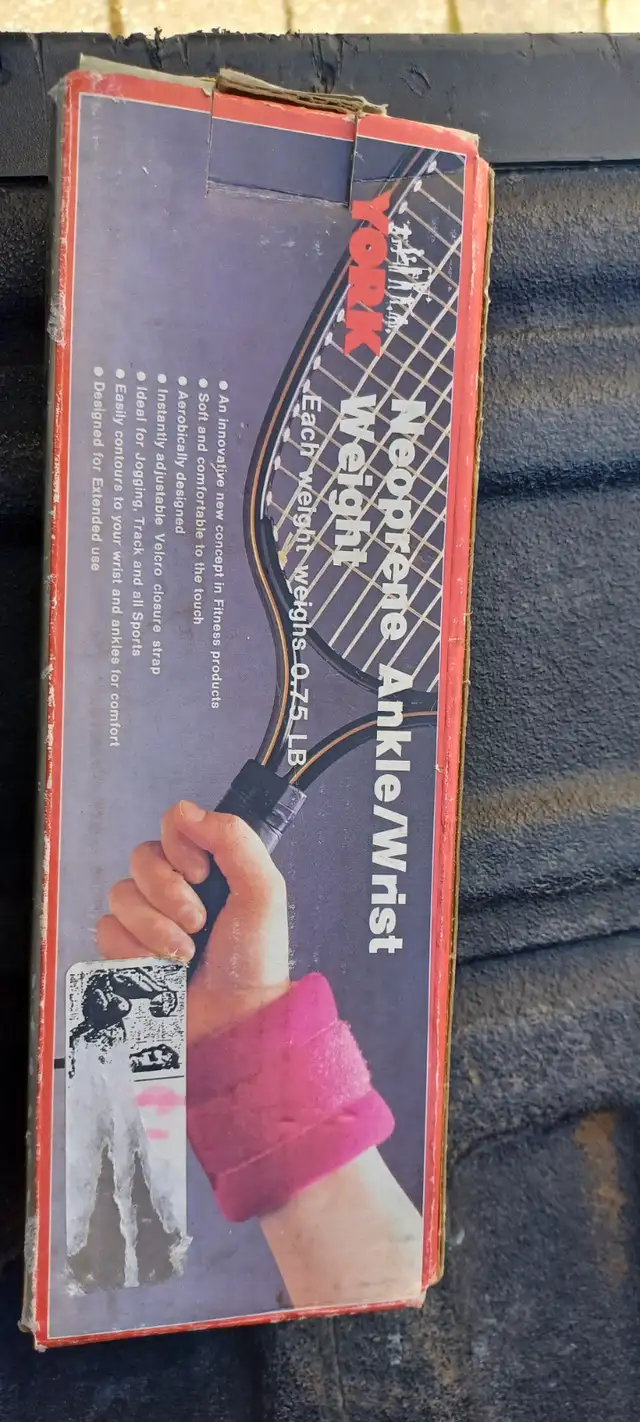 YORK
Neoprene Ankle/Wrist
Weight
Each weight weighs 0.75 LB
● An innovative new concept in Fitness products
● Soft and comfortable to the touch
● Aerobically designed
● Instantly adjustable Velcro closure strap
● Ideal for Jogging, Track and all Sports
● Easily contours to your wrist and ankles for comfort
● Designed for Extended use